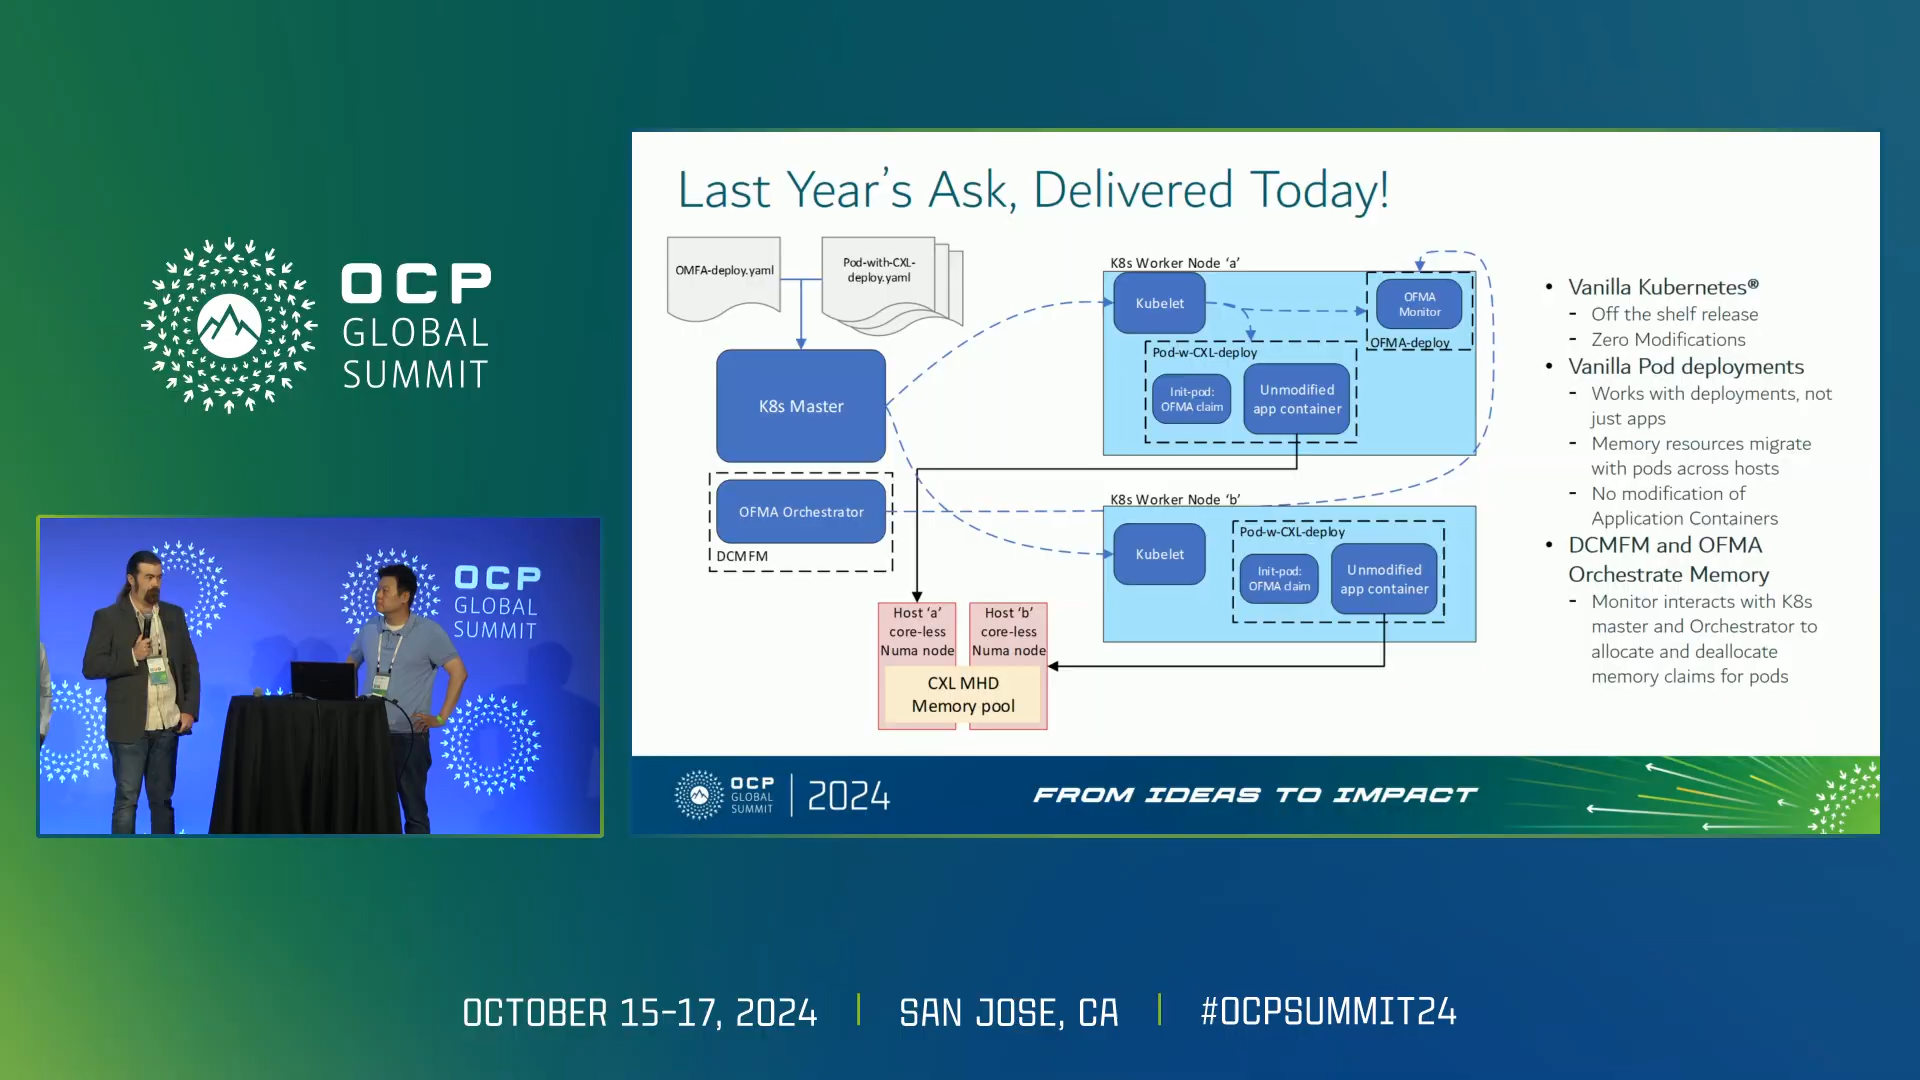 OCP
GLOBAL
SUMMIT
OCP
GLOBAL
SUMMIT
Last Year's Ask, Delivered Today!
OMFA-deploy.yaml
Pod-with-CXL-
deploy.yaml
K8s Master
OFMA Orchestrator
DCMFM
K8s Worker Node 'a'
Kubelet
OFMA
Monitor
OFMA-deploy
Pod-w-CXL-deploy
Init-pod:
OFMA claim
Unmodified
app container
K8s Worker Node 'b'
Kubelet
Pod-w-CXL-deploy
Init-pod:
OFMA claim
Unmodified
app container
Host 'a'
core-less
Numa node
Host 'b'
core-less
Numa node
CXL MHD
Memory pool
• Vanilla Kubernetes®
- Off the shelf release
- Zero Modifications
• Vanilla Pod deployments
- Works with deployments, not
just apps
- Memory resources migrate
with pods across hosts
- No modification of
Application Containers
• DCMFM and OFMA
Orchestrate Memory
- Monitor interacts with K8s
master and Orchestrator to
allocate and deallocate
memory claims for pods
OCP
GLOBAL
SUMMIT
2024
FROM IDEAS TO IMPACT
OCTOBER 15-17, 2024
SAN JOSE, CA
#OCPSUMMIT24